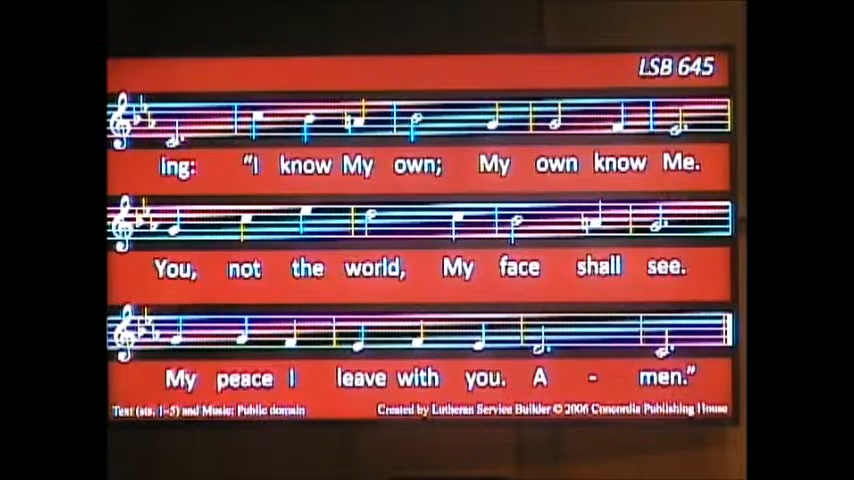 LSB 645
ing: "I know My own; My own know Me.
You, not the world, My face shall see.
My peace I leave with you. A - men."
Text (sts. 1-5) and Music: Public domain
Created by Lutheran Service Builder © 2006 Concordia Publishing House